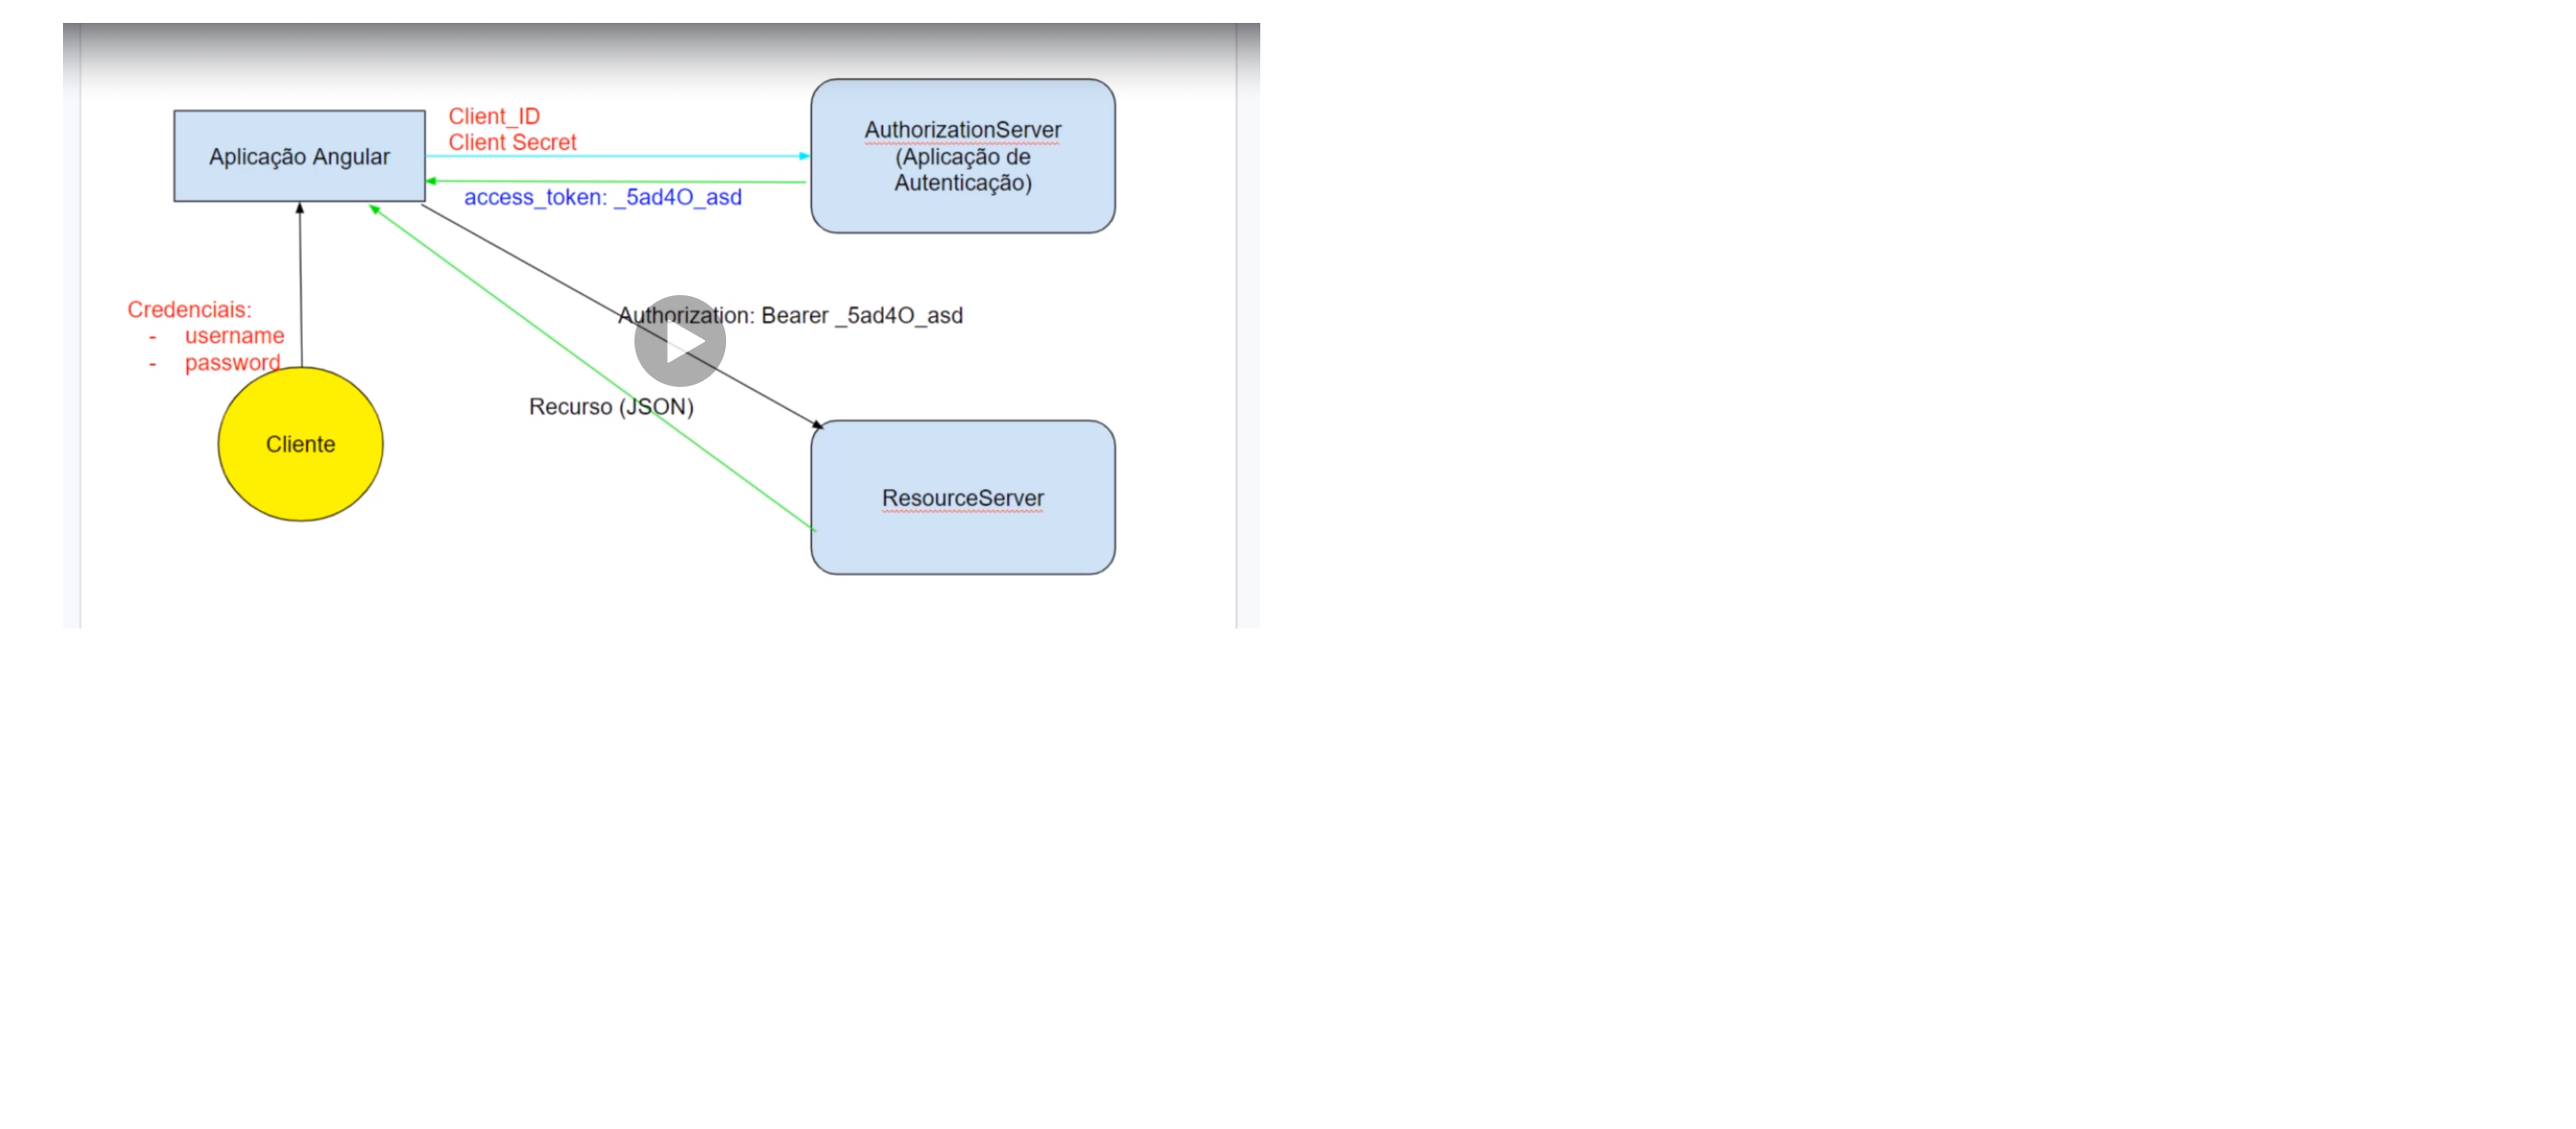 Client_ID
Client Secret
Aplicação Angular
AuthorizationServer
(Aplicação de
Autenticação)
access_token: _5ad4O_asd
Credenciais:
- username
- password
Authorization: Bearer _5ad4O_asd
Recurso (JSON)
Cliente
ResourceServer